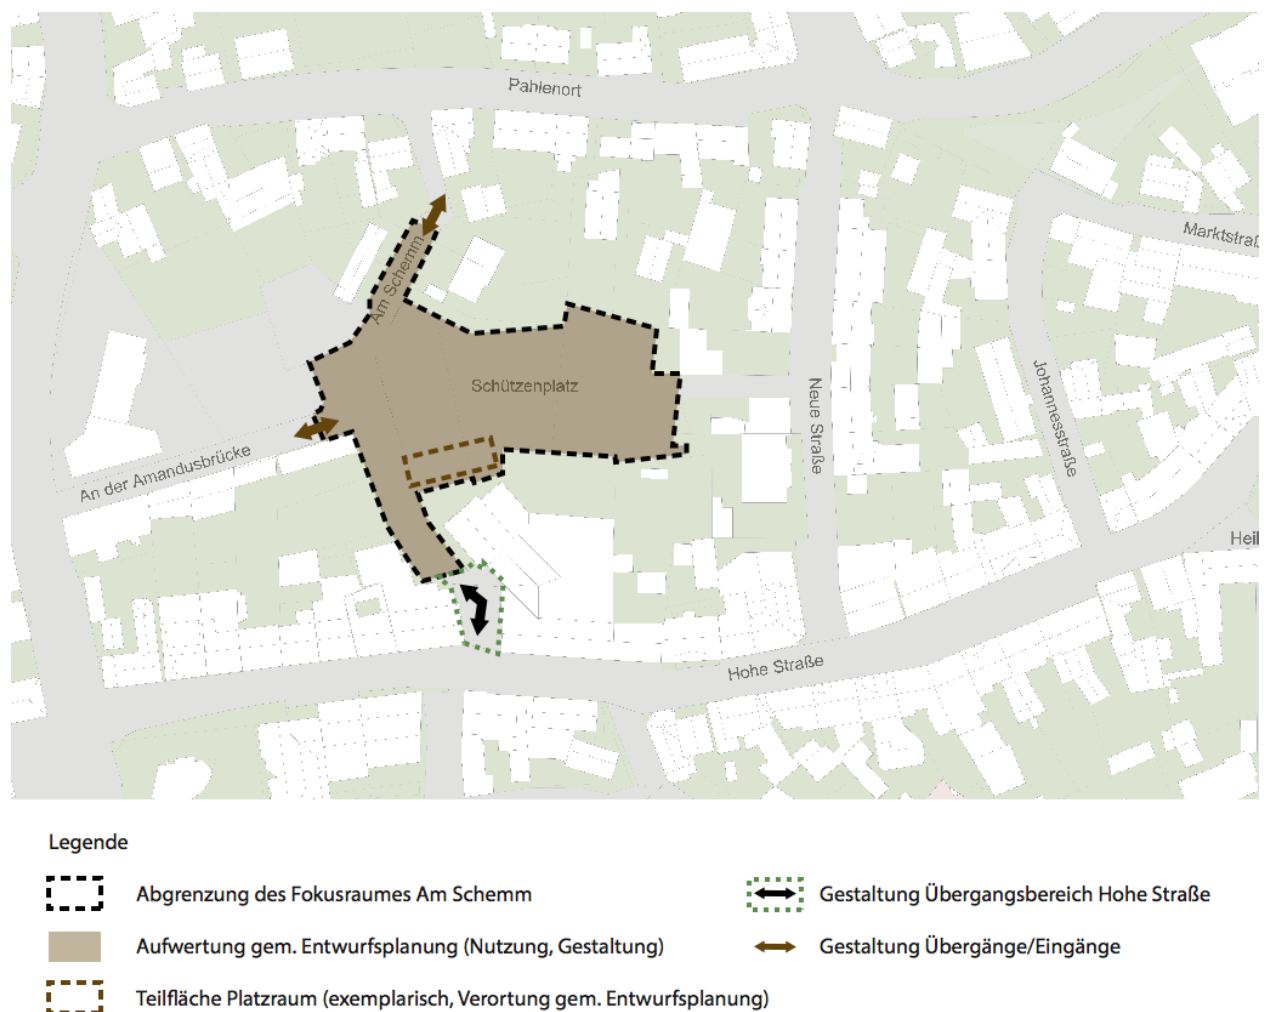 Pahlenort
Am Schemm
Marktstraß
Schützenplatz
Neue Straße
Johannesstraße
An der Amandusbrücke
Heil
Hohe Straße
Legende
Abgrenzung des Fokusraumes Am Schemm
Gestaltung Übergangsbereich Hohe Straße
Aufwertung gem. Entwurfsplanung (Nutzung, Gestaltung)
Gestaltung Übergänge/Eingänge
Teilfläche Platzraum (exemplarisch, Verortung gem. Entwurfsplanung)